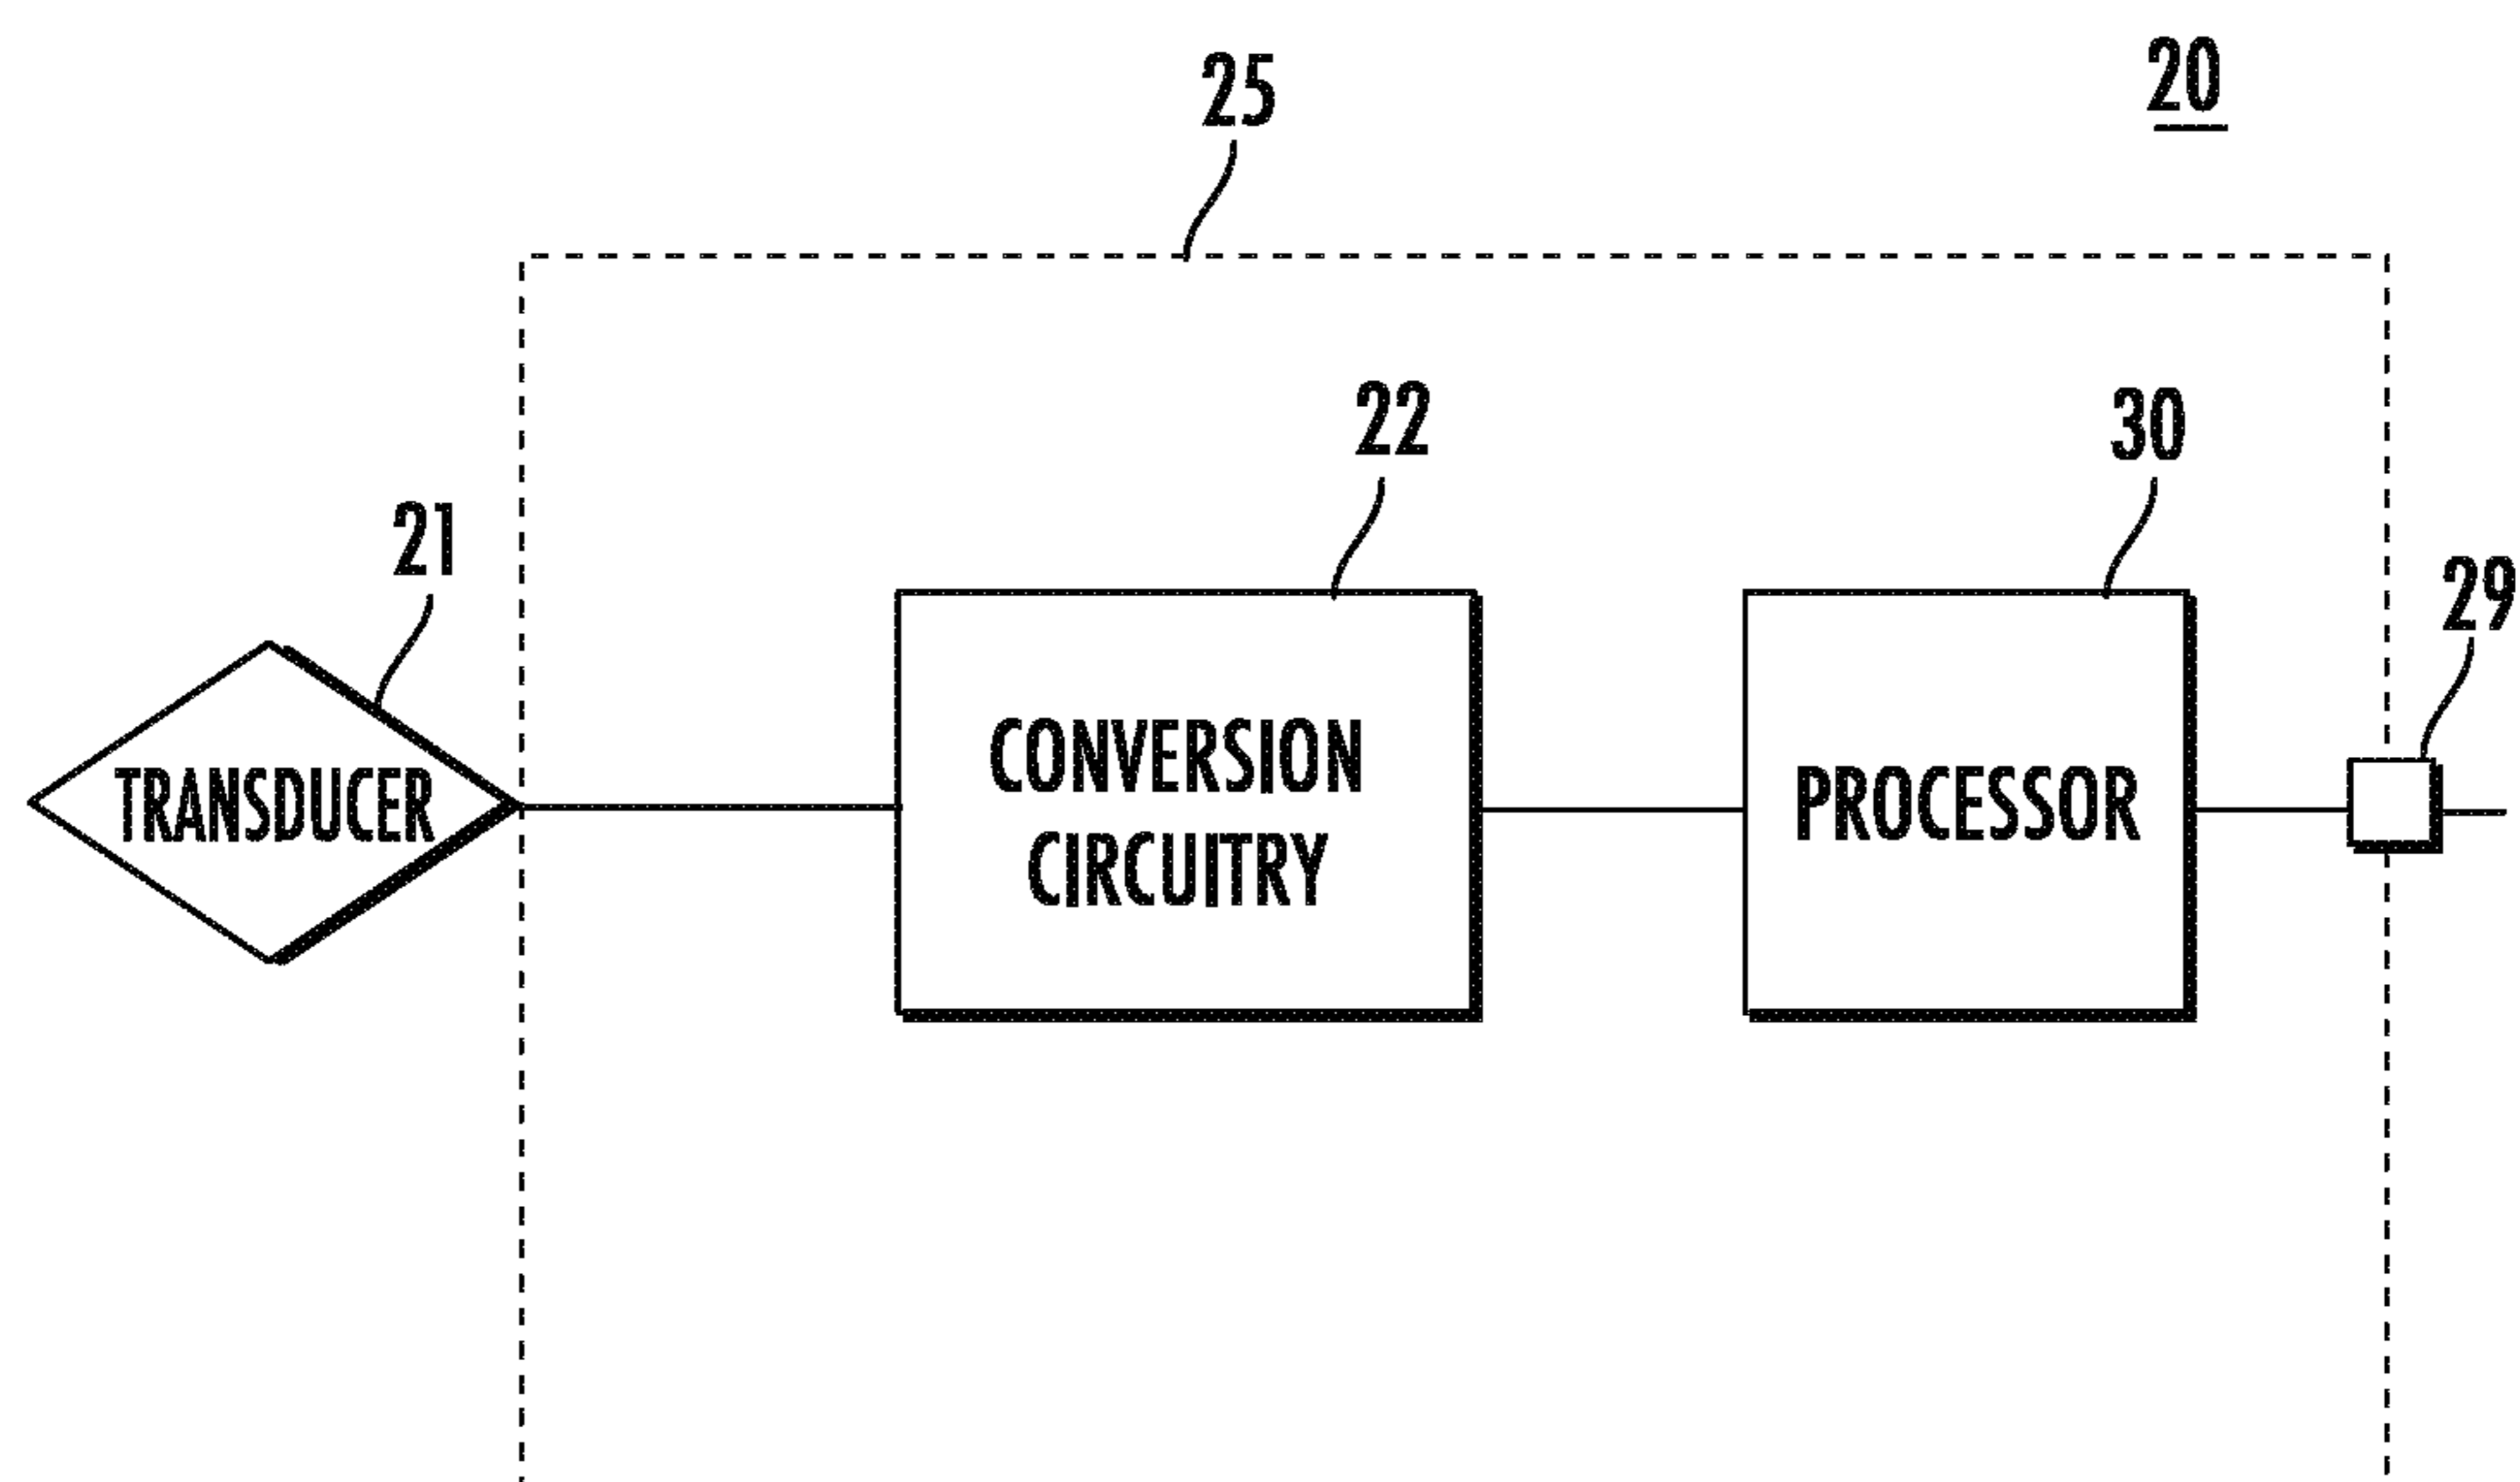 25
20
22
30
21
29
TRANSDUCER
CONVERSION
CIRCUITRY
PROCESSOR